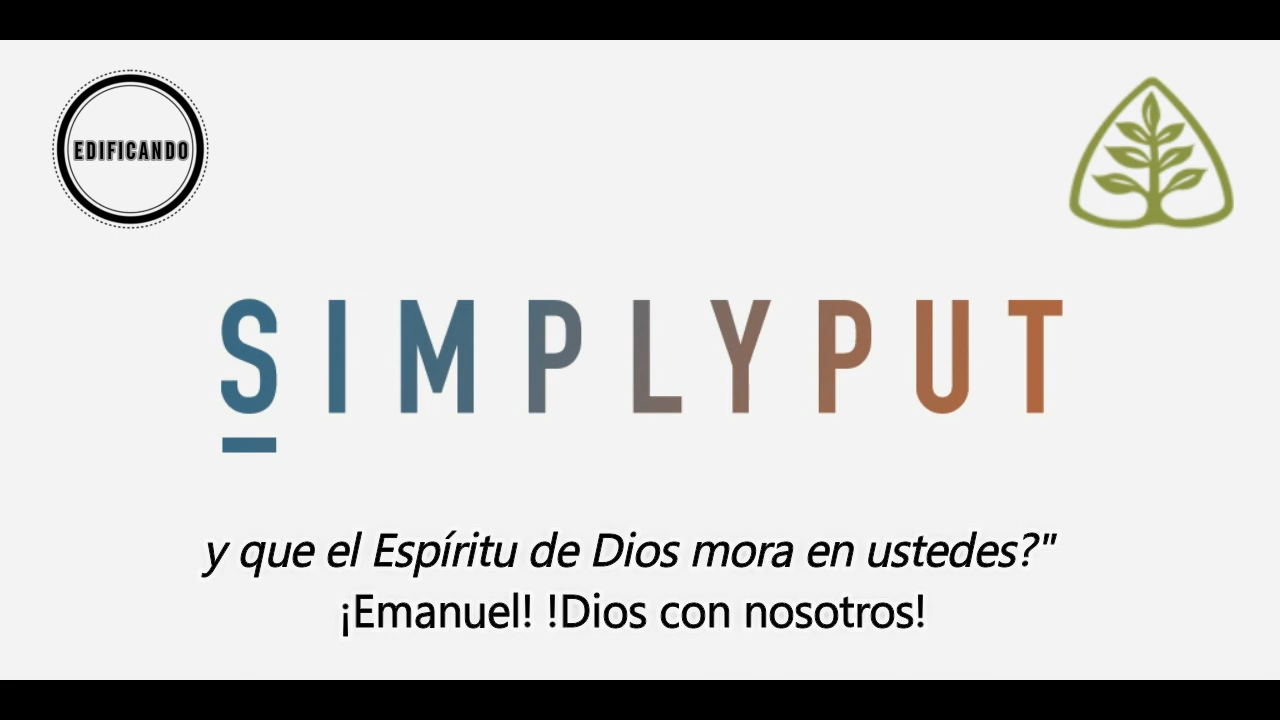 EDIFICANDO
SIMPLYPUT
y que el Espíritu de Dios mora en ustedes?"
¡Emanuel! !Dios con nosotros!